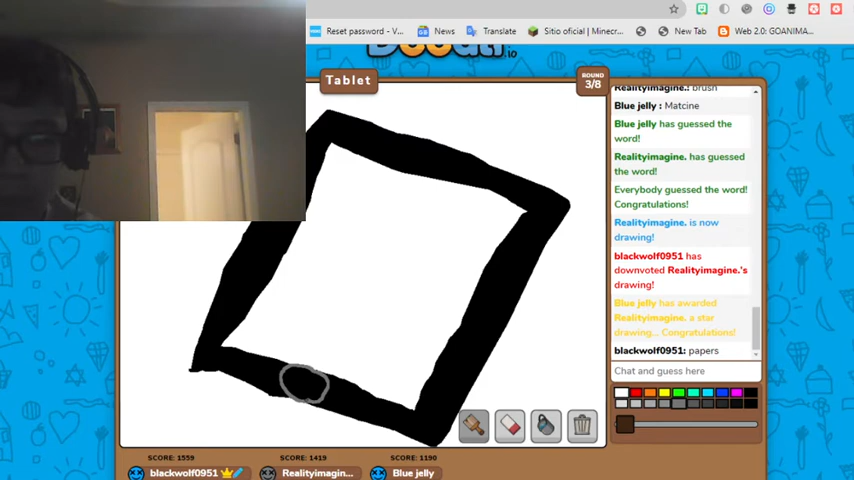 Reset password - V...
News
Translate
Sitio oficial | Minecr...
New Tab
Web 2.0: GOANIMA...
Doodli.io
Tablet
ROUND
3/8
Realityimagine.: brush
Blue jelly : Matcine
Blue jelly has guessed the
word!
Realityimagine. has guessed
the word!
Everybody guessed the word!
Congratulations!
Realityimagine. is now
drawing!
blackwolf0951 has
downvoted Realityimagine.'s
drawing!
Blue jelly has awarded
Realityimagine. a star
drawing... Congratulations!
blackwolf0951: papers
Chat and guess here
SCORE: 1559
SCORE: 1419
SCORE: 1190
blackwolf0951
Realityimagin...
Blue jelly